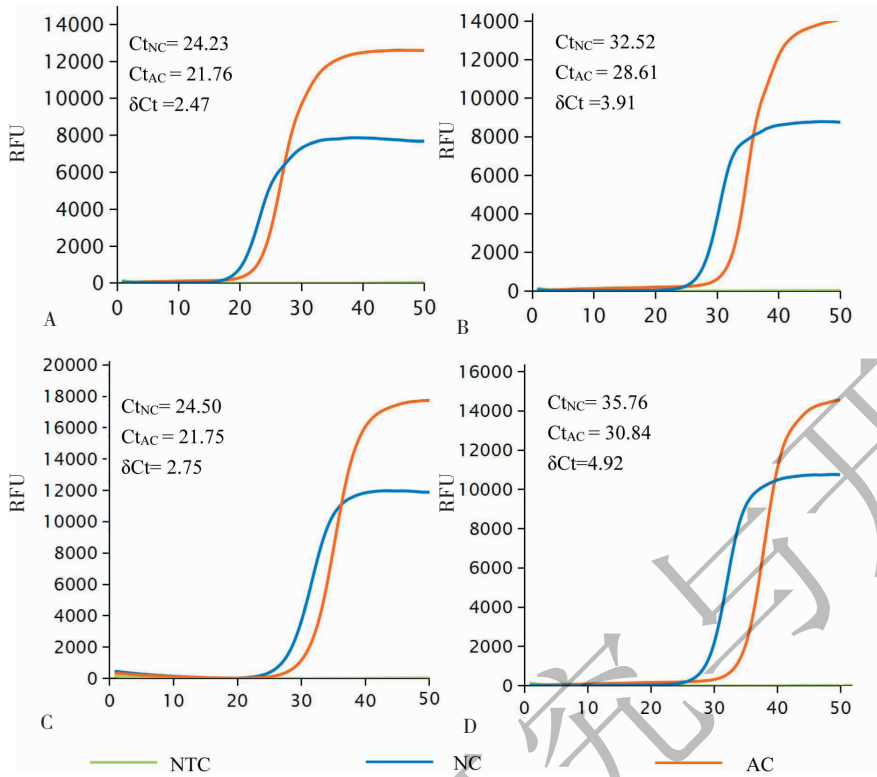 14000
12000
10000
8000
6000
4000
2000
0
RFU
CtNC= 24.23
CtAC= 21.76
δCt =2.47
0 10 20 30 40 50
A
14000
12000
10000
8000
6000
4000
2000
0
RFU
CtNC= 32.52
CtAC= 28.61
δCt =3.91
0 10 20 30 40 50
B
20000
18000
16000
14000
12000
10000
8000
6000
4000
2000
0
RFU
CtNC= 24.50
CtAC= 21.75
δCt= 2.75
0 10 20 30 40 50
C
16000
14000
12000
10000
8000
6000
4000
2000
0
RFU
CtNC= 35.76
CtAC= 30.84
δCt=4.92
0 10 20 30 40 50
D
NTC NC AC
究与开